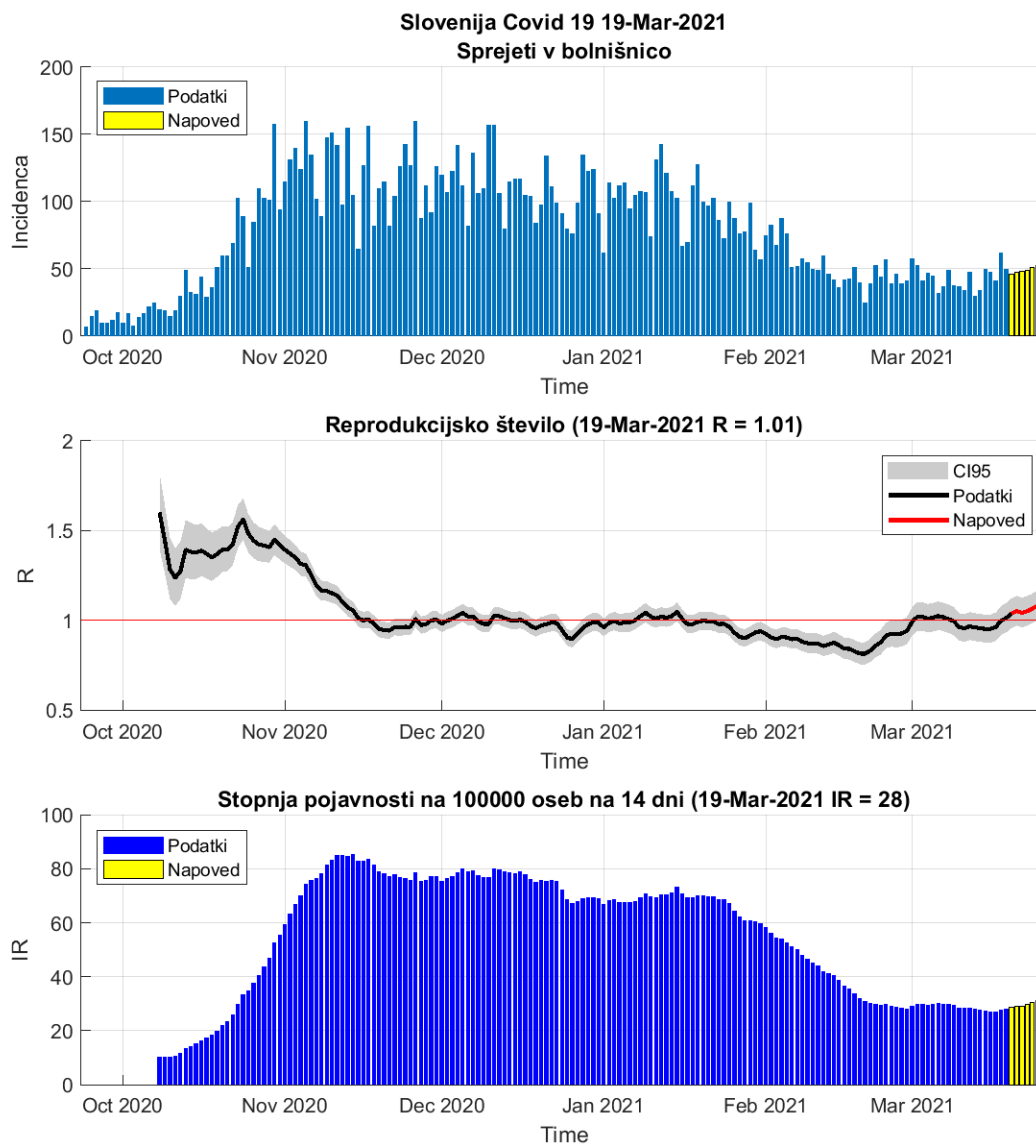 Slovenija Covid 19 19-Mar-2021
Sprejeti v bolnišnico
200
150
100
50
0
Incidenca
Podatki
Napoved
Oct 2020
Nov 2020
Dec 2020
Jan 2021
Feb 2021
Mar 2021
Time
Reprodukcijsko število (19-Mar-2021 R = 1.01)
2
1.5
1
0.5
R
CI95
Podatki
Napoved
Oct 2020
Nov 2020
Dec 2020
Jan 2021
Feb 2021
Mar 2021
Time
Stopnja pojavnosti na 100000 oseb na 14 dni (19-Mar-2021 IR = 28)
100
80
60
40
20
0
IR
Podatki
Napoved
Oct 2020
Nov 2020
Dec 2020
Jan 2021
Feb 2021
Mar 2021
Time